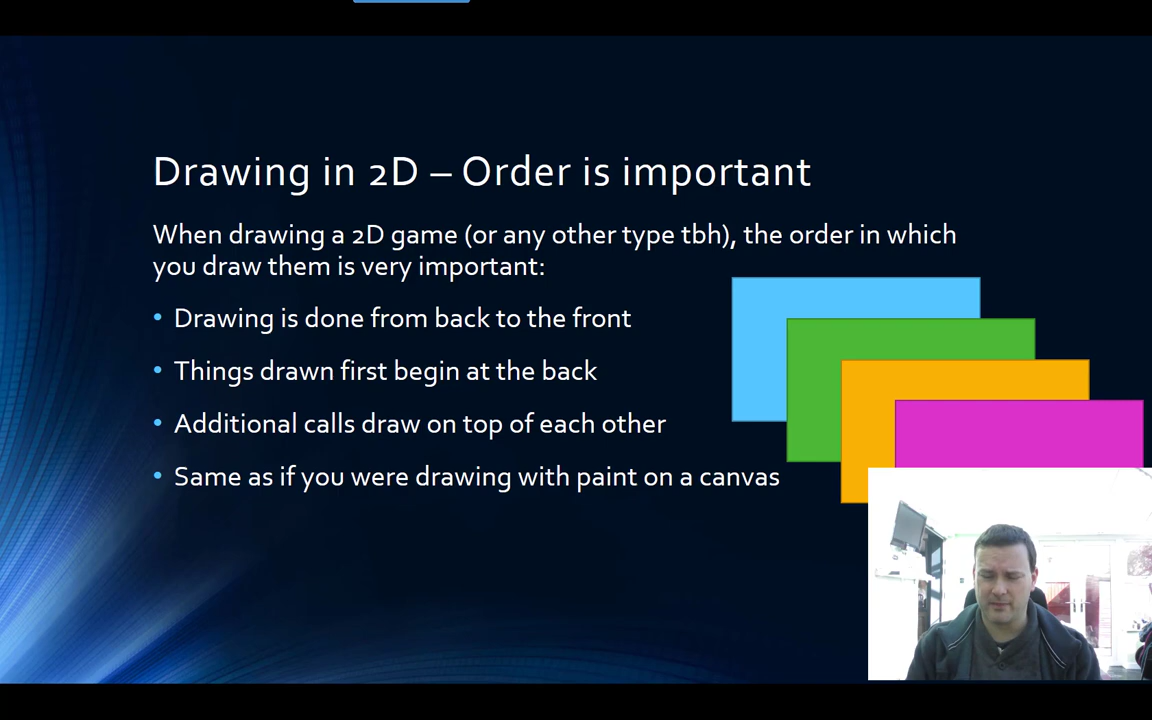 Drawing in 2D – Order is important
When drawing a 2D game (or any other type tbh), the order in which
you draw them is very important:
• Drawing is done from back to the front
• Things drawn first begin at the back
• Additional calls draw on top of each other
• Same as if you were drawing with paint on a canvas